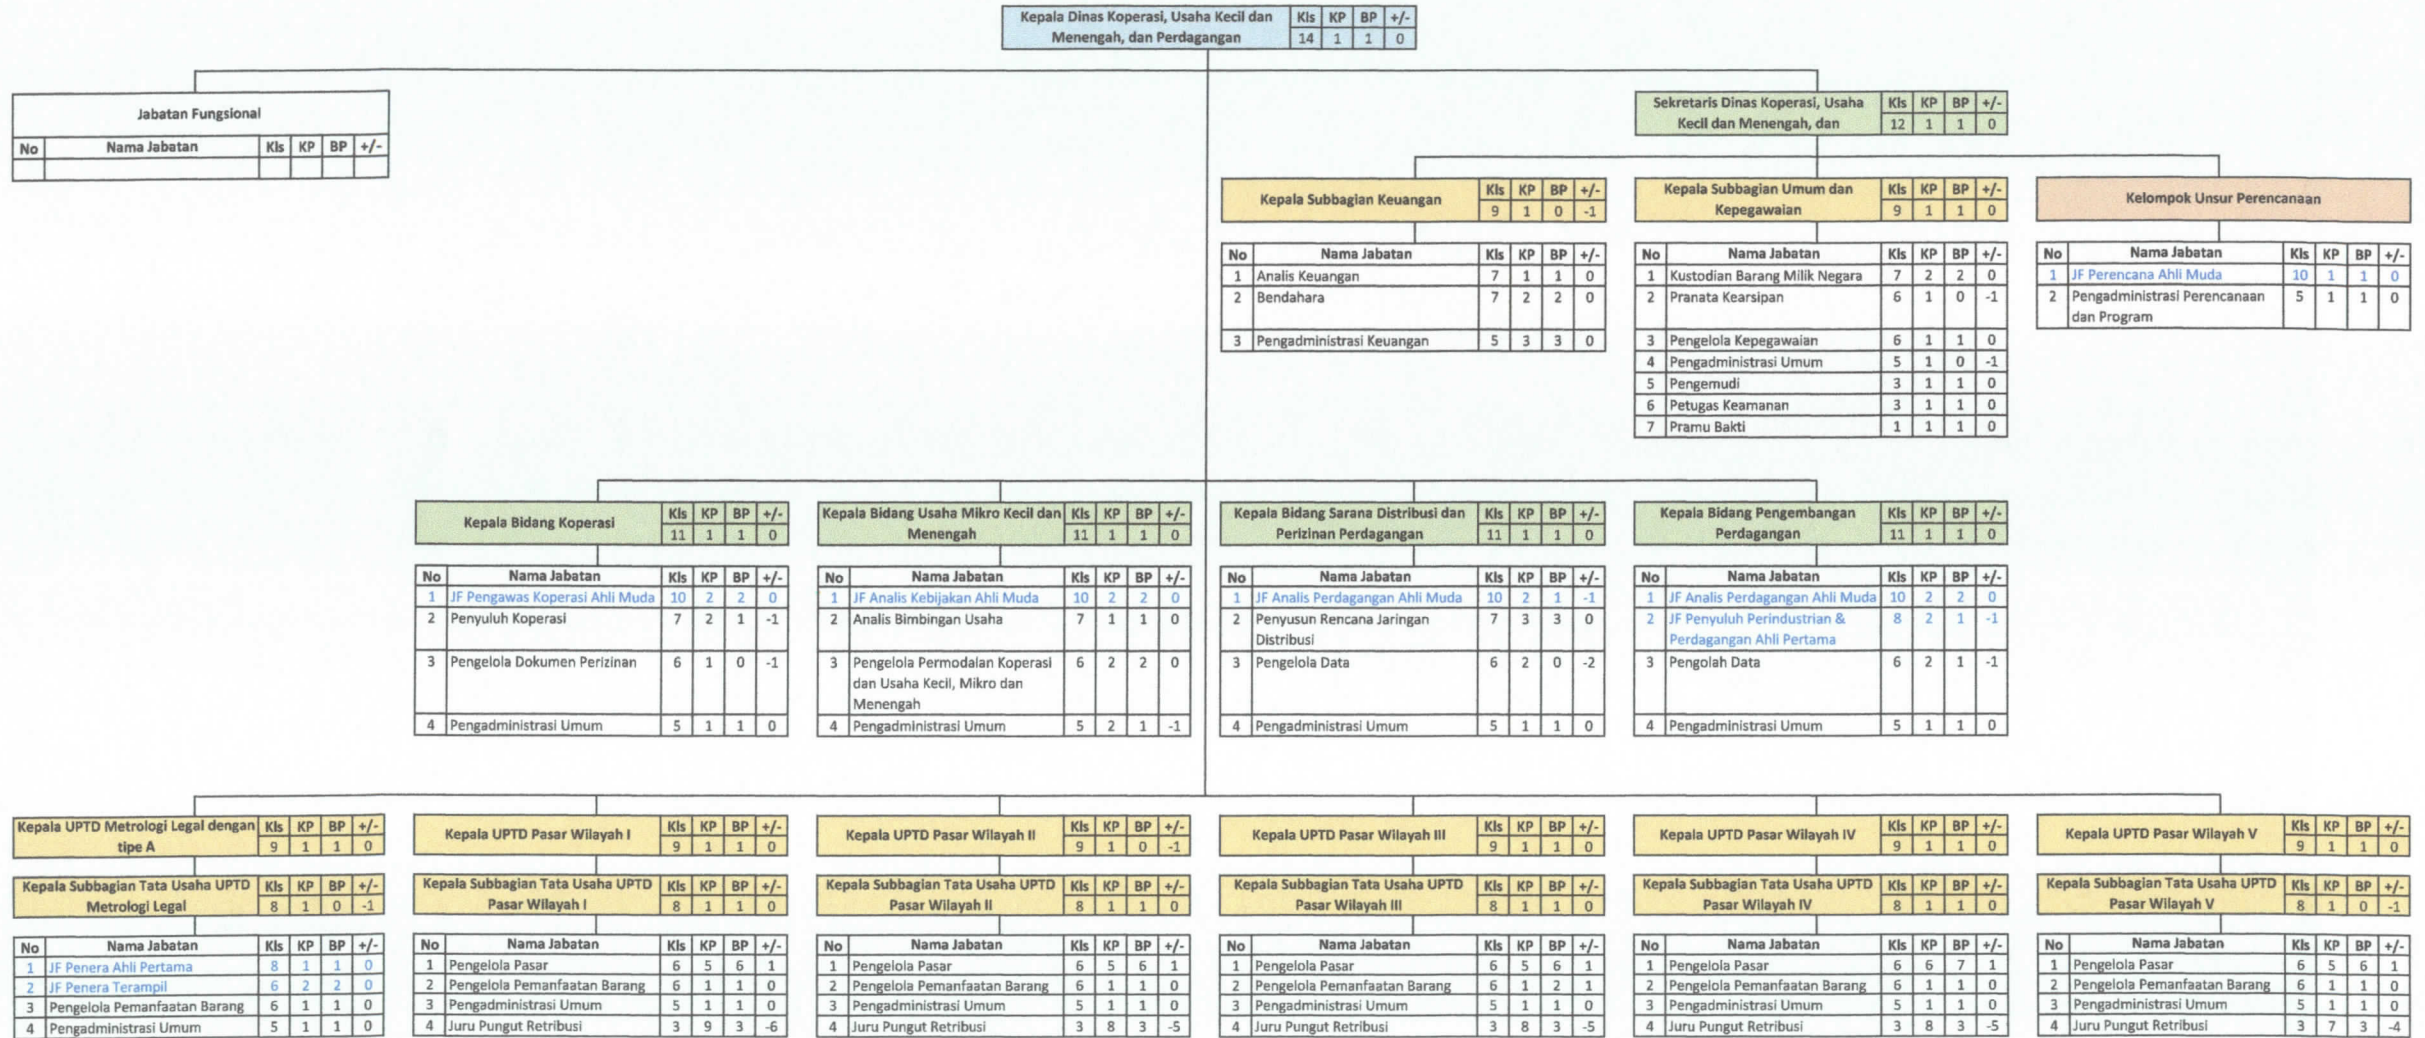 Kepala Dinas Koperasi, Usaha Kecil dan Kls KP BP +/-
Menengah, dan Perdagangan 14 1 1 0
Jabatan Fungsional
No Nama Jabatan Kls KP BP +/-
Sekretaris Dinas Koperasi, Usaha Kls KP BP +/-
Kecil dan Menengah, dan 12 1 1 0
Kepala Subbagian Keuangan Kls KP BP +/-
9 1 0 -1
No Nama Jabatan Kls KP BP +/-
1 Analis Keuangan 7 1 1 0
2 Bendahara 7 2 2 0
3 Pengadministrasi Keuangan 5 3 3 0
Kepala Subbagian Umum dan Kls KP BP +/-
Kepegawaian 9 1 1 0
No Nama Jabatan Kls KP BP +/-
1 Kustodian Barang Milik Negara 7 2 2 0
2 Pranata Kearsipan 6 1 0 -1
3 Pengelola Kepegawaian 6 1 1 0
4 Pengadministrasi Umum 5 1 0 -1
5 Pengemudi 3 1 1 0
6 Petugas Keamanan 3 1 1 0
7 Pramu Bakti 1 1 1 0
Kelompok Unsur Perencanaan
No Nama Jabatan Kls KP BP +/-
1 JF Perencana Ahli Muda 10 1 1 0
2 Pengadministrasi Perencanaan 5 1 1 0
dan Program
Kepala Bidang Koperasi Kls KP BP +/-
11 1 1 0
No Nama Jabatan Kls KP BP +/-
1 JF Pengawas Koperasi Ahli Muda 10 2 2 0
2 Penyuluh Koperasi 7 2 1 -1
3 Pengelola Dokumen Perizinan 6 1 0 -1
4 Pengadministrasi Umum 5 1 1 0
Kepala Bidang Usaha Mikro Kecil dan Kls KP BP +/-
Menengah 11 1 1 0
No Nama Jabatan Kls KP BP +/-
1 JF Analis Kebijakan Ahli Muda 10 2 2 0
2 Analis Bimbingan Usaha 7 1 1 0
3 Pengelola Permodalan Koperasi 6 2 2 0
dan Usaha Kecil, Mikro dan
Menengah
4 Pengadministrasi Umum 5 2 1 -1
Kepala Bidang Sarana Distribusi dan Kls KP BP +/-
Perizinan Perdagangan 11 1 1 0
No Nama Jabatan Kls KP BP +/-
1 JF Analis Perdagangan Ahli Muda 10 2 1 -1
2 Penyusun Rencana Jaringan 7 3 3 0
Distribusi
3 Pengelola Data 6 2 0 -2
4 Pengadministrasi Umum 5 1 1 0
Kepala Bidang Pengembangan Kls KP BP +/-
Perdagangan 11 1 1 0
No Nama Jabatan Kls KP BP +/-
1 JF Analis Perdagangan Ahli Muda 10 2 2 0
2 JF Penyuluh Perindustrian & 8 2 1 -1
Perdagangan Ahli Pertama
3 Pengolah Data 6 2 1 -1
4 Pengadministrasi Umum 5 1 1 0
Kepala UPTD Metrologi Legal dengan Kls KP BP +/-
tipe A 9 1 1 0
Kepala Subbagian Tata Usaha UPTD Kls KP BP +/-
Metrologi Legal 8 1 0 -1
No Nama Jabatan Kls KP BP +/-
1 JF Penera Ahli Pertama 8 1 1 0
2 JF Penera Terampil 6 2 2 0
3 Pengelola Pemanfaatan Barang 6 1 1 0
4 Pengadministrasi Umum 5 1 1 0
Kepala UPTD Pasar Wilayah I Kls KP BP +/-
9 1 1 0
Kepala Subbagian Tata Usaha UPTD Kls KP BP +/-
Pasar Wilayah I 8 1 1 0
No Nama Jabatan Kls KP BP +/-
1 Pengelola Pasar 6 5 6 1
2 Pengelola Pemanfaatan Barang 6 1 1 0
3 Pengadministrasi Umum 5 1 1 0
4 Juru Pungut Retribusi 3 9 3 -6
Kepala UPTD Pasar Wilayah II Kls KP BP +/-
9 1 0 -1
Kepala Subbagian Tata Usaha UPTD Kls KP BP +/-
Pasar Wilayah II 8 1 1 0
No Nama Jabatan Kls KP BP +/-
1 Pengelola Pasar 6 5 6 1
2 Pengelola Pemanfaatan Barang 6 1 1 0
3 Pengadministrasi Umum 5 1 1 0
4 Juru Pungut Retribusi 3 8 3 -5
Kepala UPTD Pasar Wilayah III Kls KP BP +/-
9 1 1 0
Kepala Subbagian Tata Usaha UPTD Kls KP BP +/-
Pasar Wilayah III 8 1 1 0
No Nama Jabatan Kls KP BP +/-
1 Pengelola Pasar 6 5 6 1
2 Pengelola Pemanfaatan Barang 6 1 2 1
3 Pengadministrasi Umum 5 1 1 0
4 Juru Pungut Retribusi 3 8 3 -5
Kepala UPTD Pasar Wilayah IV Kls KP BP +/-
9 1 1 0
Kepala Subbagian Tata Usaha UPTD Kls KP BP +/-
Pasar Wilayah IV 8 1 1 0
No Nama Jabatan Kls KP BP +/-
1 Pengelola Pasar 6 6 7 1
2 Pengelola Pemanfaatan Barang 6 1 1 0
3 Pengadministrasi Umum 5 1 1 0
4 Juru Pungut Retribusi 3 8 3 -5
Kepala UPTD Pasar Wilayah V Kls KP BP +/-
9 1 1 0
Kepala Subbagian Tata Usaha UPTD Kls KP BP +/-
Pasar Wilayah V 8 1 0 -1
No Nama Jabatan Kls KP BP +/-
1 Pengelola Pasar 6 5 6 1
2 Pengelola Pemanfaatan Barang 6 1 1 0
3 Pengadministrasi Umum 5 1 1 0
4 Juru Pungut Retribusi 3 7 3 -4